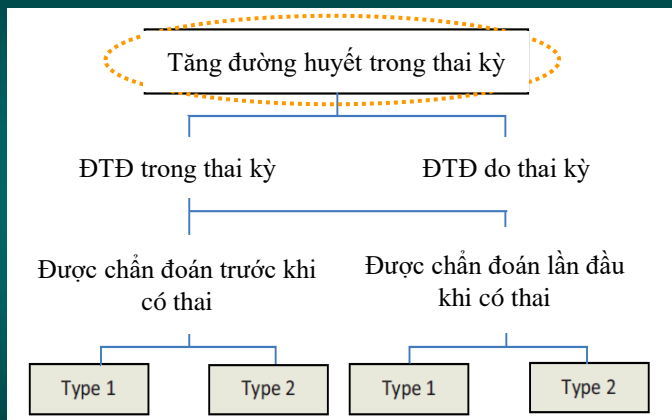 Tăng đường huyết trong thai kỳ
ĐTĐ trong thai kỳ
ĐTĐ do thai kỳ
Được chẩn đoán trước khi
có thai
Được chẩn đoán lần đầu
khi có thai
Type 1
Type 2
Type 1
Type 2